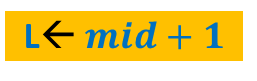 L← mid + 1